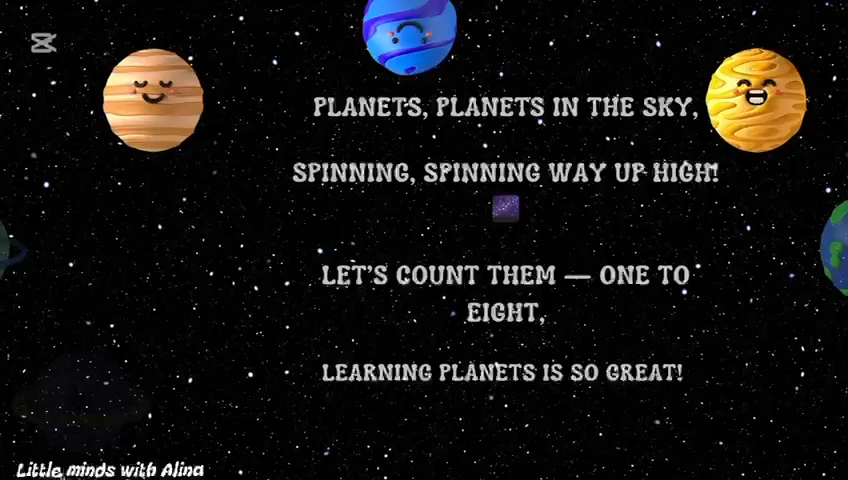 PLANETS, PLANETS IN THE SKY,
SPINNING, SPINNING WAY UP HIGH!
LET'S COUNT THEM — ONE TO
EIGHT,
LEARNING PLANETS IS SO GREAT!
Little minds with Alina